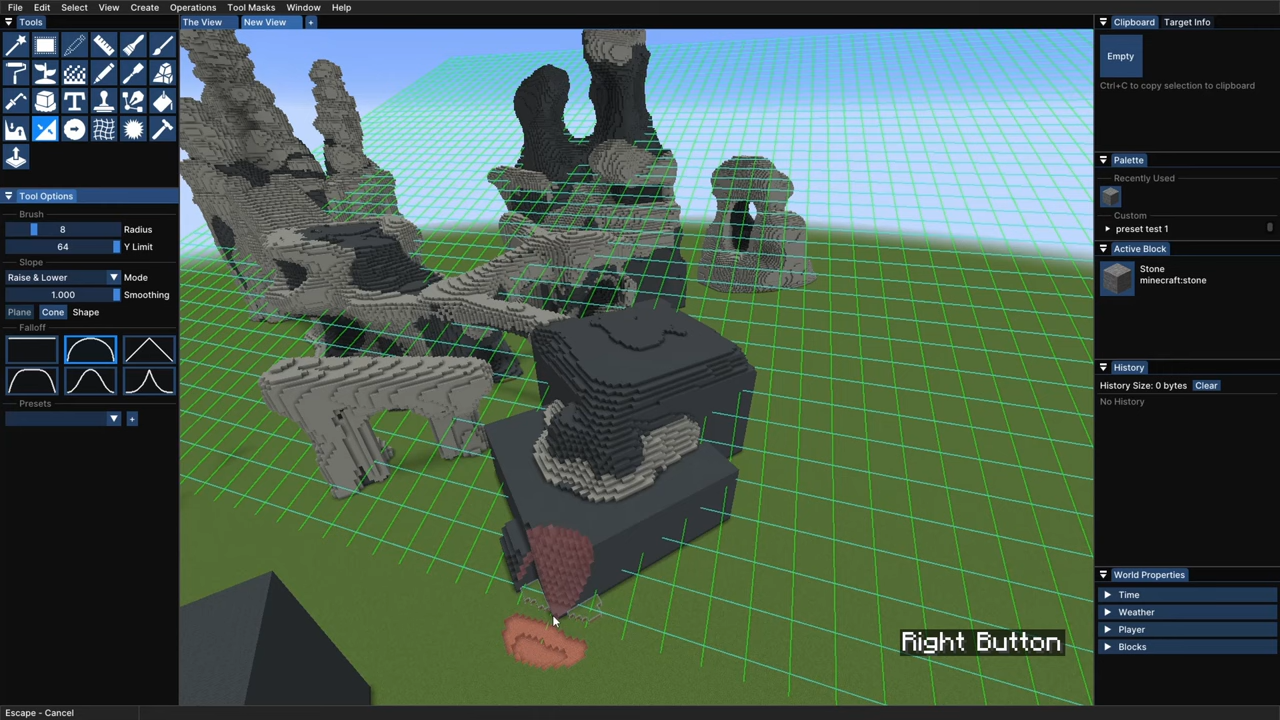 File Edit Select View Create Operations Tool Masks Window Help
Tools
The View New View +
Clipboard Target Info
Empty
Ctrl+C to copy selection to clipboard
Palette
Recently Used
Custom
preset test 1
Active Block
Stone
minecraft:stone
Tool Options
Brush
8 Radius
64 Y Limit
Slope
Raise & Lower Mode
1.000 Smoothing
Plane Cone Shape
Falloff
Presets
+
History
History Size: 0 bytes Clear
No History
World Properties
Time
Weather
Player
Blocks
Right Button
Escape - Cancel